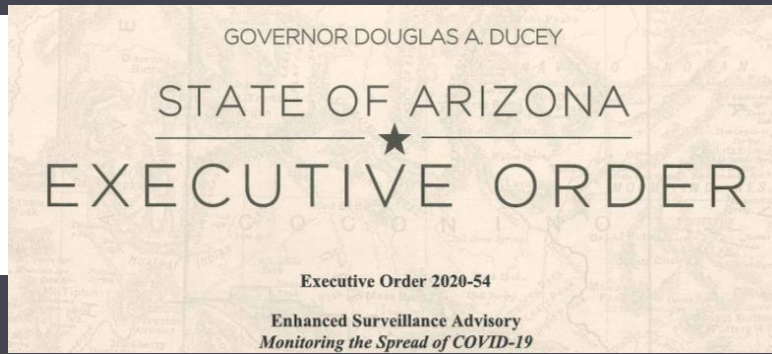 GOVERNOR DOUGLAS A. DUCEY
STATE OF ARIZONA
EXECUTIVE ORDER
COCONINO
Executive Order 2020-54
Enhanced Surveillance Advisory
Monitoring the Spread of COVID-19